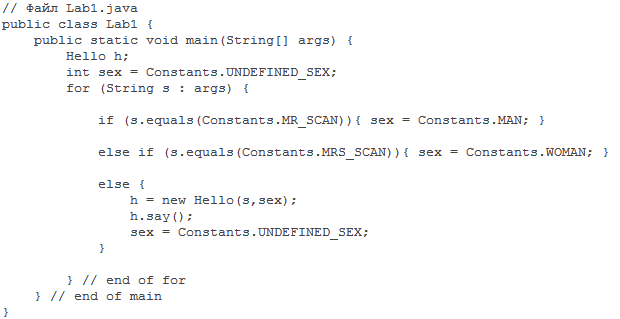 // Файл Lab1.java
public class Lab1 {
    public static void main(String[] args) {
        Hello h;
        int sex = Constants.UNDEFINED_SEX;
        for (String s : args) {

            if (s.equals(Constants.MR_SCAN)){ sex = Constants.MAN; }

            else if (s.equals(Constants.MRS_SCAN)){ sex = Constants.WOMAN; }

            else {
                h = new Hello(s,sex);
                h.say();
                sex = Constants.UNDEFINED_SEX;
            }

        } // end of for
    } // end of main
}